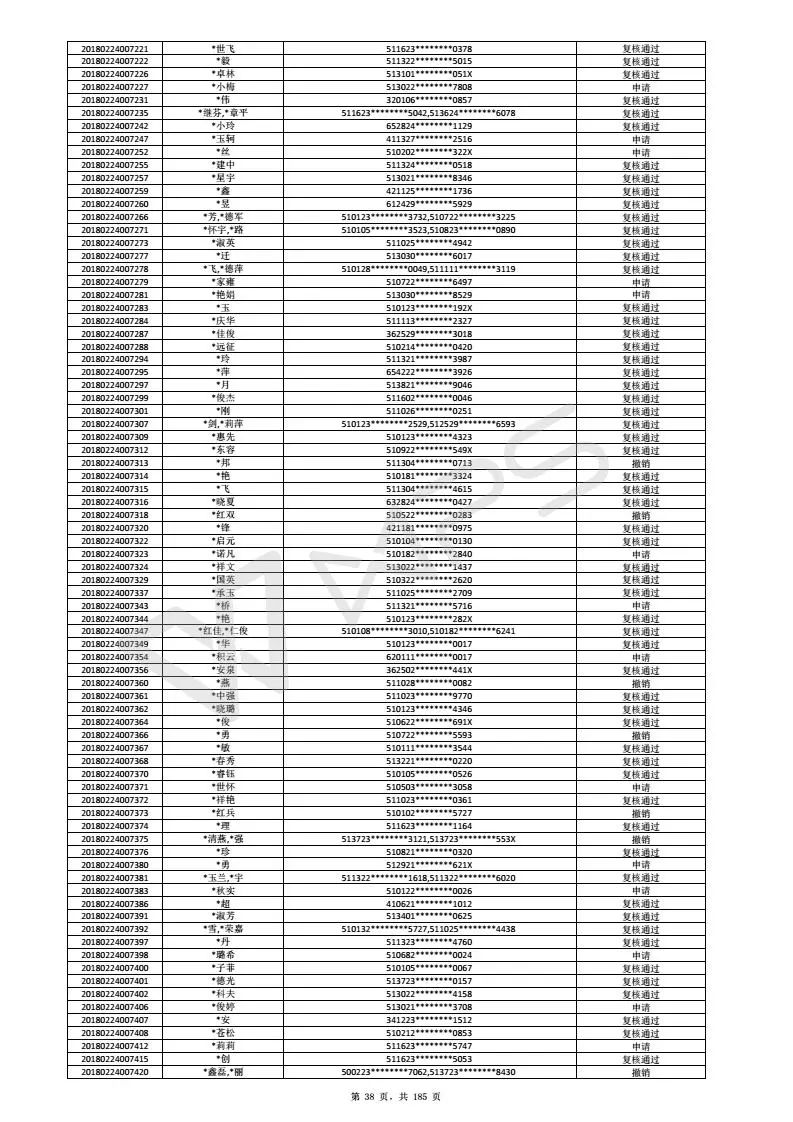 20180224007221 *世飞 511623********0378 复核通过
20180224007222 *毅 511322********5015 复核通过
20180224007226 *卓林 513101********051X 复核通过
20180224007227 *小梅 513022********7808 申请
20180224007231 *伟 320106********0857 复核通过
20180224007235 *继芬,*章平 511623********5042,513624********6078 复核通过
20180224007242 *小玲 652824********1129 复核通过
20180224007247 *玉轲 411327********2516 申请
20180224007252 *丝 510202********322X 申请
20180224007255 *建中 511324********0518 复核通过
20180224007257 *星宇 513021********8346 复核通过
20180224007259 *鑫 421125********1736 复核通过
20180224007260 *昱 612429********5929 复核通过
20180224007266 *芳,*德军 510123********3732,510722********3225 复核通过
20180224007271 *怀宇,*路 510105********3523,510823********0890 复核通过
20180224007273 *淑英 511025********4942 复核通过
20180224007277 *迁 513030********6017 复核通过
20180224007278 *飞,*德萍 510128********0049,511111********3119 复核通过
20180224007279 *家雍 510722********6497 申请
20180224007281 *艳娟 513030********8529 申请
20180224007283 *玉 510123********192X 复核通过
20180224007284 *庆华 511113********2327 复核通过
20180224007287 *佳俊 362529********3018 复核通过
20180224007288 *远征 510214********0420 复核通过
20180224007294 *玲 511321********3987 复核通过
20180224007295 *萍 654222********3926 复核通过
20180224007297 *月 513821********9046 复核通过
20180224007299 *俊杰 511602********0046 复核通过
20180224007301 *刚 511026********0251 复核通过
20180224007307 *剑,*莉萍 510123********2529,512529********6593 复核通过
20180224007309 *惠先 510123********4323 复核通过
20180224007312 *东容 510922********549X 复核通过
20180224007313 *邦 511304********0713 撤销
20180224007314 *艳 510181********3324 复核通过
20180224007315 *飞 511304********4615 复核通过
20180224007316 *晓夏 632824********0427 复核通过
20180224007318 *红双 510522********0283 撤销
20180224007320 *锋 421181********0975 复核通过
20180224007322 *启元 510104********0130 复核通过
20180224007323 *诺凡 510182********2840 申请
20180224007324 *祥文 513022********1437 复核通过
20180224007329 *国英 510322********2620 复核通过
20180224007337 *承玉 511025********2709 复核通过
20180224007343 *桥 511321********5716 申请
20180224007344 *艳 510123********282X 复核通过
20180224007347 *红佳,*仁俊 510108********3010,510182********6241 复核通过
20180224007349 *华 510123********0017 复核通过
20180224007354 *积云 620111********0017 申请
20180224007356 *安泉 362502********441X 复核通过
20180224007360 *燕 511028********0082 撤销
20180224007361 *中强 511023********9770 复核通过
20180224007362 *晓璐 510123********4346 复核通过
20180224007364 *俊 510622********691X 复核通过
20180224007366 *勇 510722********5593 撤销
20180224007367 *敏 510111********3544 复核通过
20180224007368 *春秀 513221********0220 复核通过
20180224007370 *睿钰 510105********0526 复核通过
20180224007371 *世怀 510503********3058 申请
20180224007372 *祥艳 511023********0361 复核通过
20180224007373 *红兵 510102********5727 撤销
20180224007374 *理 511623********1164 复核通过
20180224007375 *清燕,*强 513723********3121,513723********553X 撤销
20180224007376 *珍 510821********0320 复核通过
20180224007380 *勇 512921********621X 申请
20180224007381 *玉兰,*宇 511322********1618,511322********6020 复核通过
20180224007383 *秋实 510122********0026 申请
20180224007386 *超 410621********1012 复核通过
20180224007391 *淑芳 513401********0625 复核通过
20180224007392 *雪,*荣嘉 510132********5727,511025********4438 复核通过
20180224007397 *丹 511323********4760 复核通过
20180224007398 *璐希 510682********0024 申请
20180224007400 *子菲 510105********0067 复核通过
20180224007401 *德光 513723********0157 复核通过
20180224007402 *科夫 513022********4158 复核通过
20180224007406 *俊婷 513021********3708 申请
20180224007407 *安 341223********1512 复核通过
20180224007408 *苍松 510212********0853 复核通过
20180224007412 *莉莉 511623********5747 申请
20180224007415 *创 511623********5053 复核通过
20180224007420 *鑫磊,*丽 500223********7062,513723********8430 撤销
第 38 页, 共 185 页